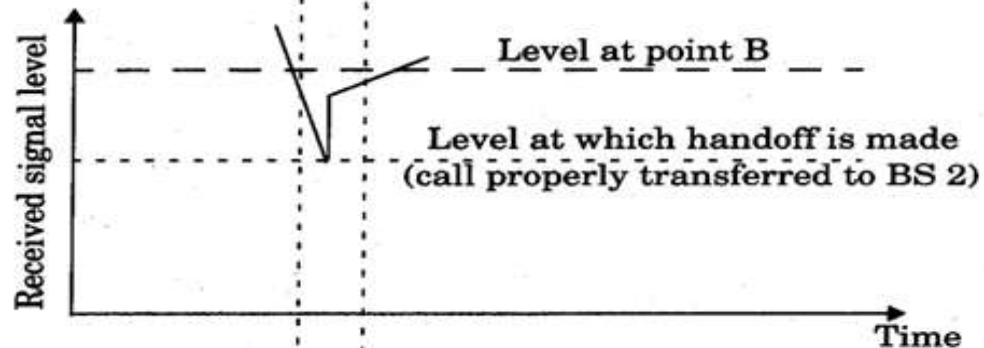 Received signal level
Level at point B
Level at which handoff is made
(call properly transferred to BS 2)
Time